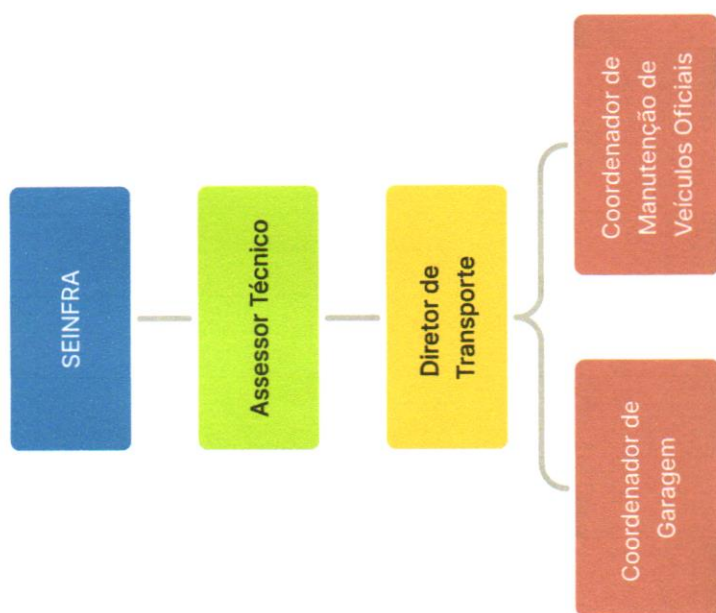 SEINFRA
Assessor Técnico
Diretor de
Transporte
Coordenador de
Garagem
Coordenador de
Manutenção de
Veículos Oficiais